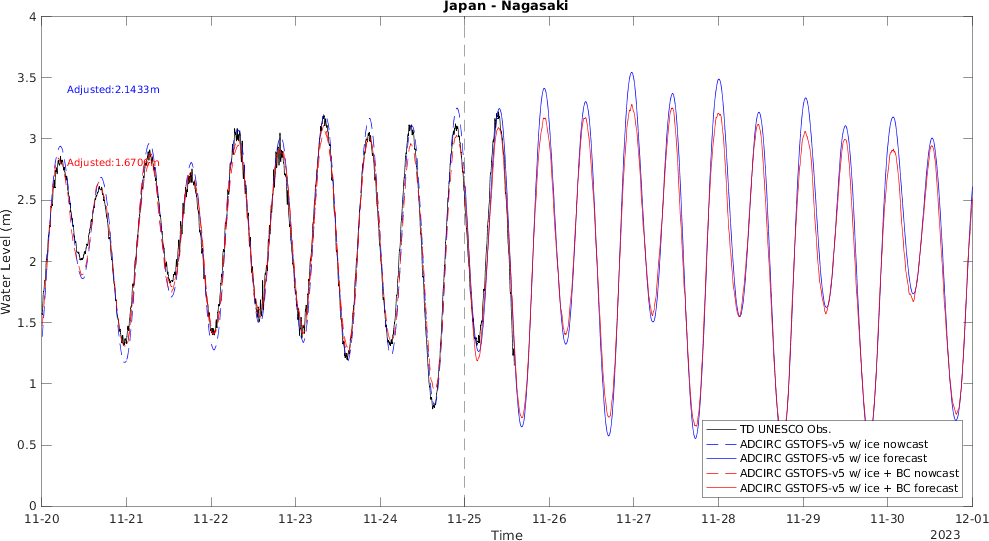 Japan - Nagasaki
Water Level (m)
4
3.5
3
2.5
2
1.5
1
0.5
0
Adjusted:2.1433m
TD UNESCO Obs.
ADCIRC GSTOFS-v5 w/ ice nowcast
ADCIRC GSTOFS-v5 w/ ice forecast
ADCIRC GSTOFS-v5 w/ ice + BC nowcast
ADCIRC GSTOFS-v5 w/ ice + BC forecast
11-20 11-21 11-22 11-23 11-24 11-25 11-26 11-27 11-28 11-29 11-30 12-01
Time
2023